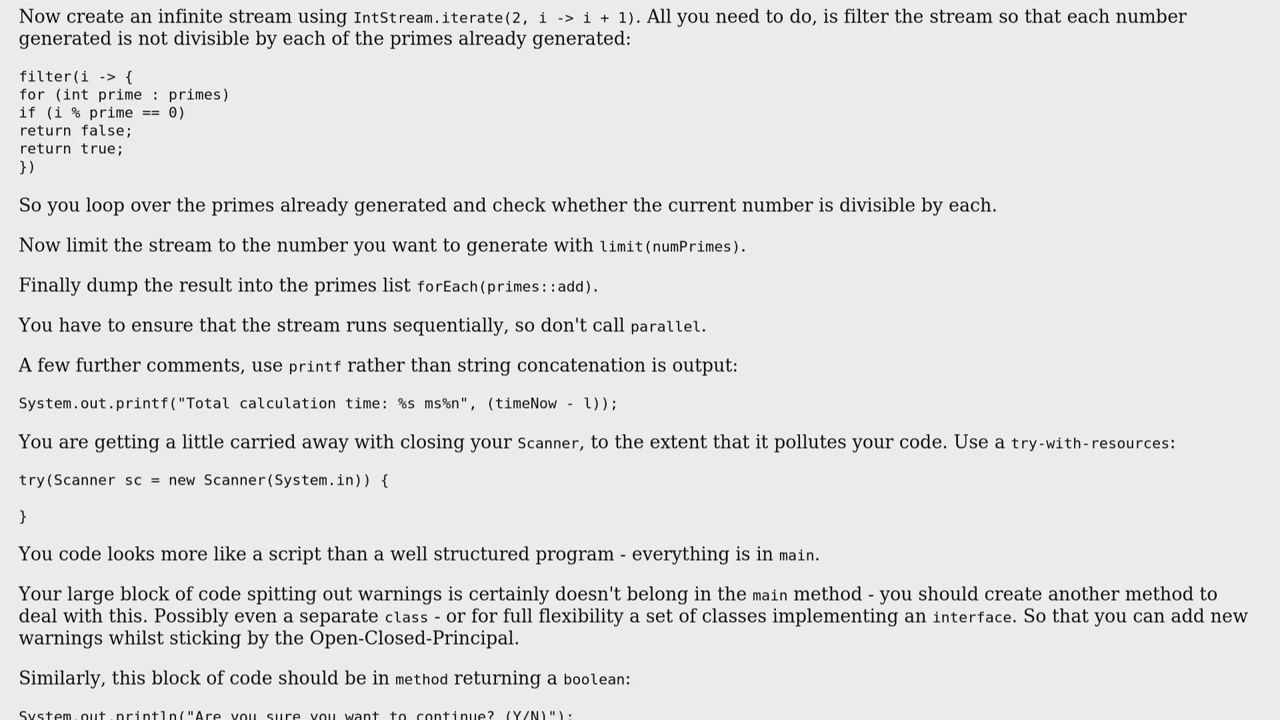 Now create an infinite stream using IntStream.iterate(2, i -> i + 1). All you need to do, is filter the stream so that each number
generated is not divisible by each of the primes already generated:
filter(i -> {
for (int prime : primes)
if (i % prime == 0)
return false;
return true;
})
So you loop over the primes already generated and check whether the current number is divisible by each.
Now limit the stream to the number you want to generate with limit(numPrimes).
Finally dump the result into the primes list forEach(primes::add).
You have to ensure that the stream runs sequentially, so don't call parallel.
A few further comments, use printf rather than string concatenation is output:
System.out.printf("Total calculation time: %s ms%n", (timeNow - l));
You are getting a little carried away with closing your Scanner, to the extent that it pollutes your code. Use a try-with-resources:
try(Scanner sc = new Scanner(System.in)) {
}
You code looks more like a script than a well structured program - everything is in main.
Your large block of code spitting out warnings is certainly doesn't belong in the main method - you should create another method to
deal with this. Possibly even a separate class - or for full flexibility a set of classes implementing an interface. So that you can add new
warnings whilst sticking by the Open-Closed-Principal.
Similarly, this block of code should be in method returning a boolean:
System.out.println("Are you sure you want to continue? (Y/N)");